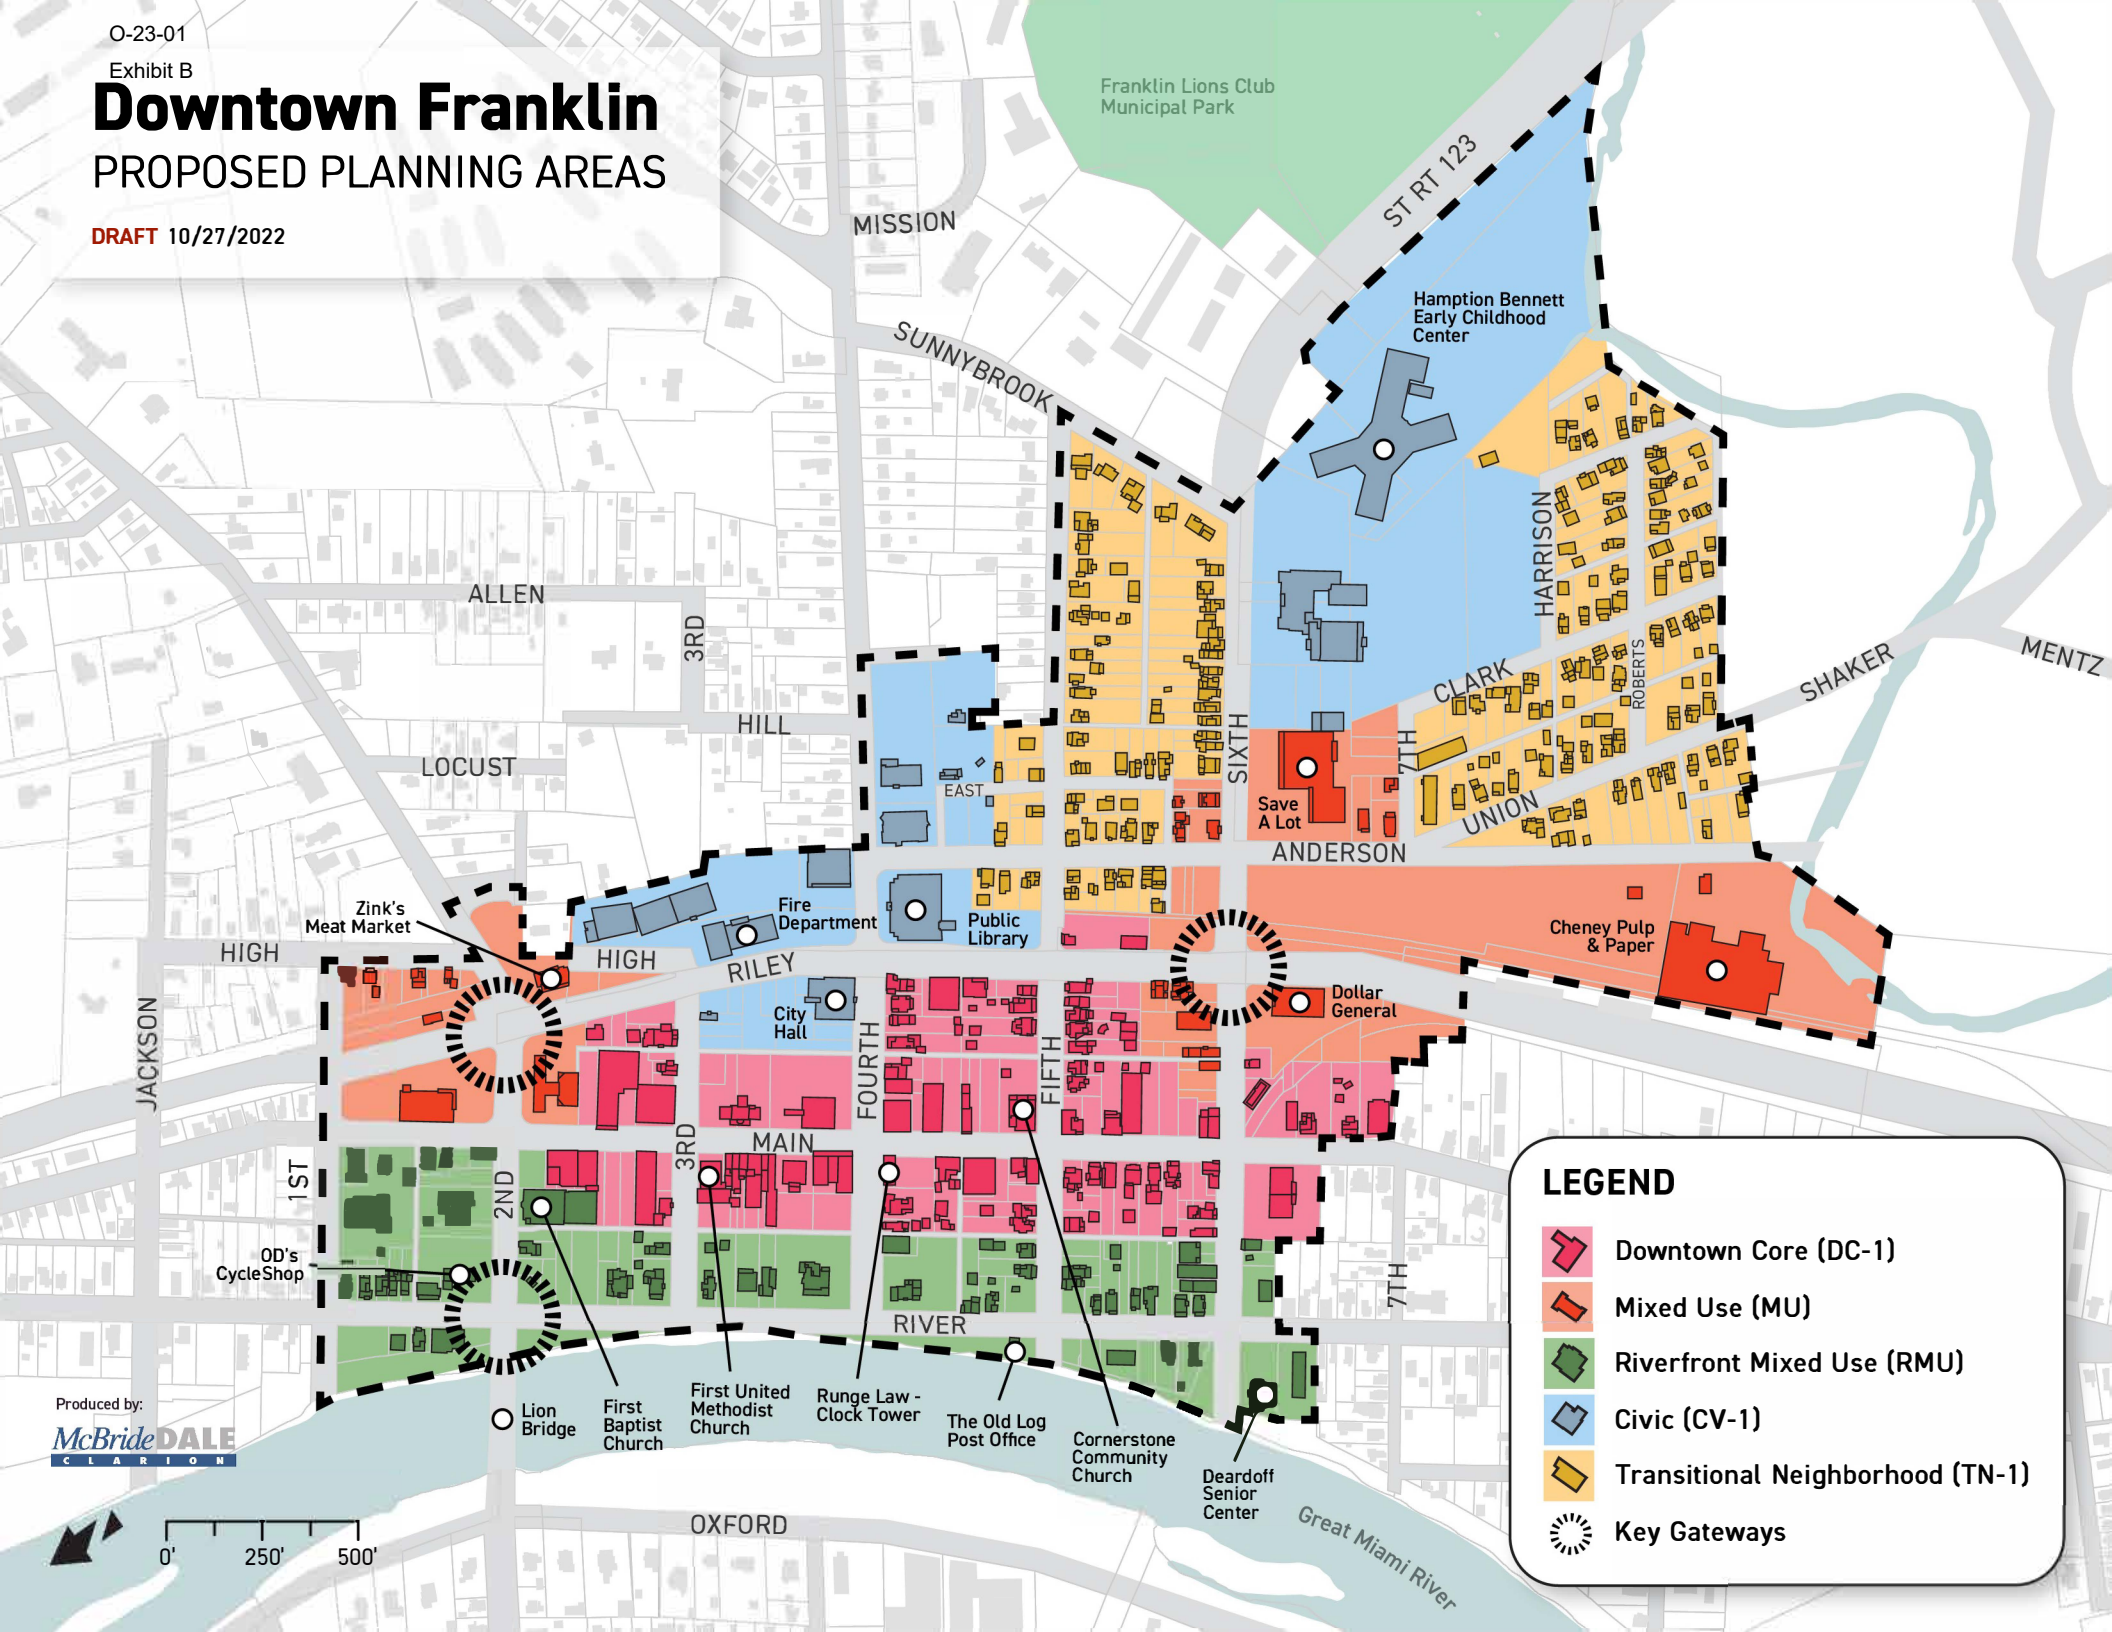 O-23-01
Exhibit B
Downtown Franklin
PROPOSED PLANNING AREAS
DRAFT 10/27/2022
Franklin Lions Club
Municipal Park
ST RT 123
MISSION
SUNNYBROOK
Hamption Bennett
Early Childhood
Center
ALLEN
3RD
HARRISON
ROBERTS
CLARK
SHAKER
MENTZ
HILL
LOCUST
EAST
SIXTH
7TH
Save
A Lot
UNION
ANDERSON
Zink's
Meat Market
Fire
Department
Public
Library
Cheney Pulp
& Paper
HIGH
HIGH
RILEY
City
Hall
Dollar
General
JACKSON
FOURTH
FIFTH
MAIN
3RD
1ST
2ND
OD's
CycleShop
7TH
RIVER
LEGEND
Downtown Core (DC-1)
Mixed Use (MU)
Riverfront Mixed Use (RMU)
Civic (CV-1)
Transitional Neighborhood (TN-1)
Key Gateways
Lion
Bridge
First
Baptist
Church
First United
Methodist
Church
Runge Law -
Clock Tower
The Old Log
Post Office
Cornerstone
Community
Church
Deardoff
Senior
Center
Great Miami River
OXFORD
Produced by:
McBrideDALE
CLARION
0' 250' 500'